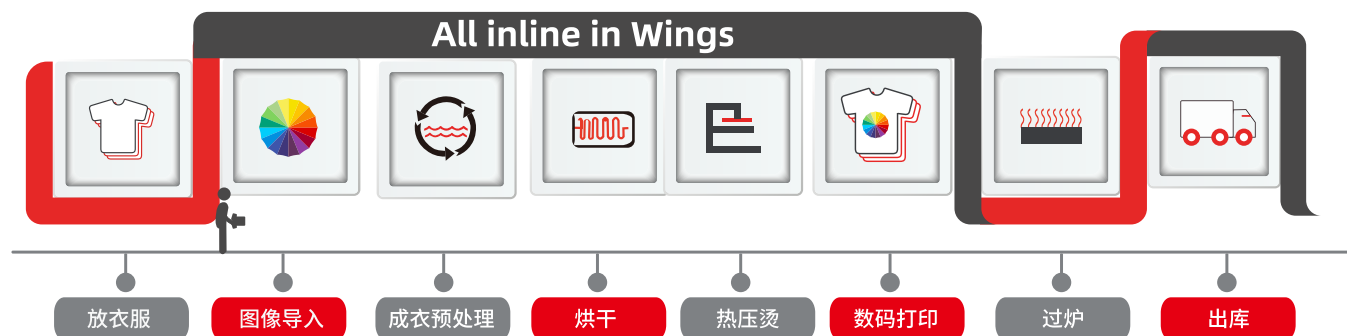 All inline in Wings
放衣服
图像导入
成衣预处理
烘干
热压烫
数码打印
过炉
出库